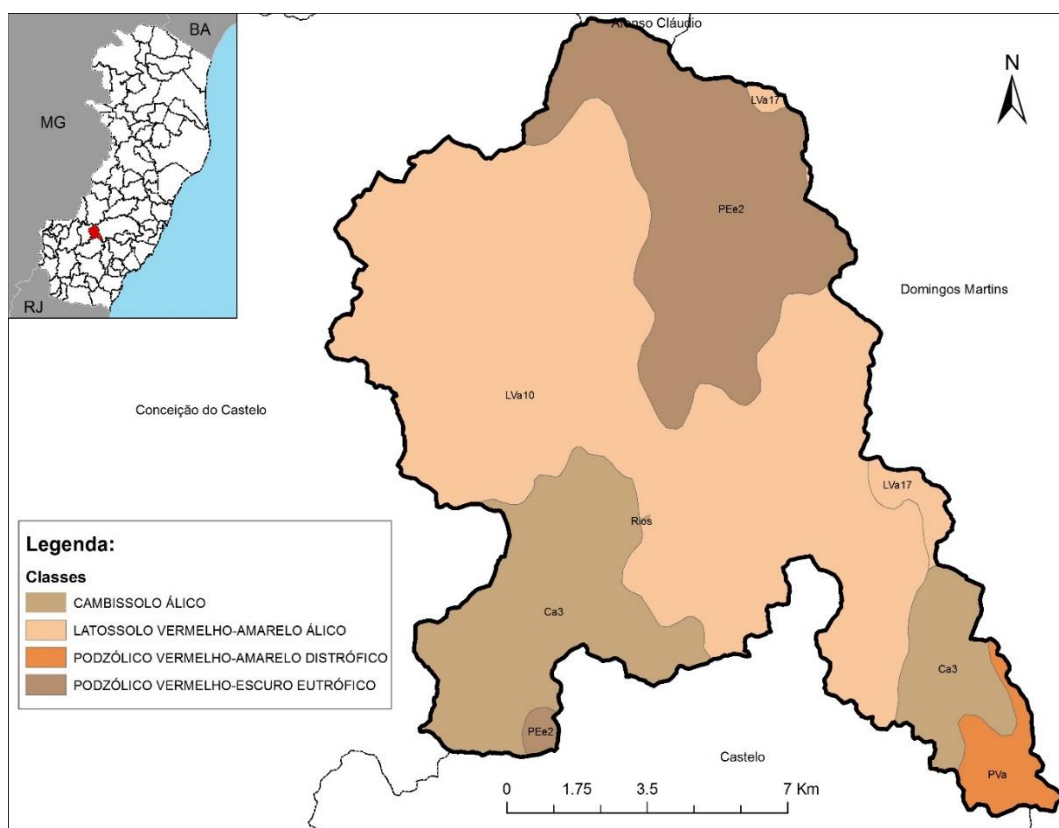 BA
MG
RJ
Afonso Cláudio
N
LVa17
PEe2
Domingos Martins
Conceição do Castelo
LVa10
LVa17
Rios
Legenda:
Classes
CAMBISSOLO ÁLICO
LATOSSOLO VERMELHO-AMARELO ÁLICO
PODZÓLICO VERMELHO-AMARELO DISTRÓFICO
PODZÓLICO VERMELHO-ESCURO EUTRÓFICO
Ca3
Ca3
PEe2
Castelo
PVa
0 1.75 3.5 7 Km